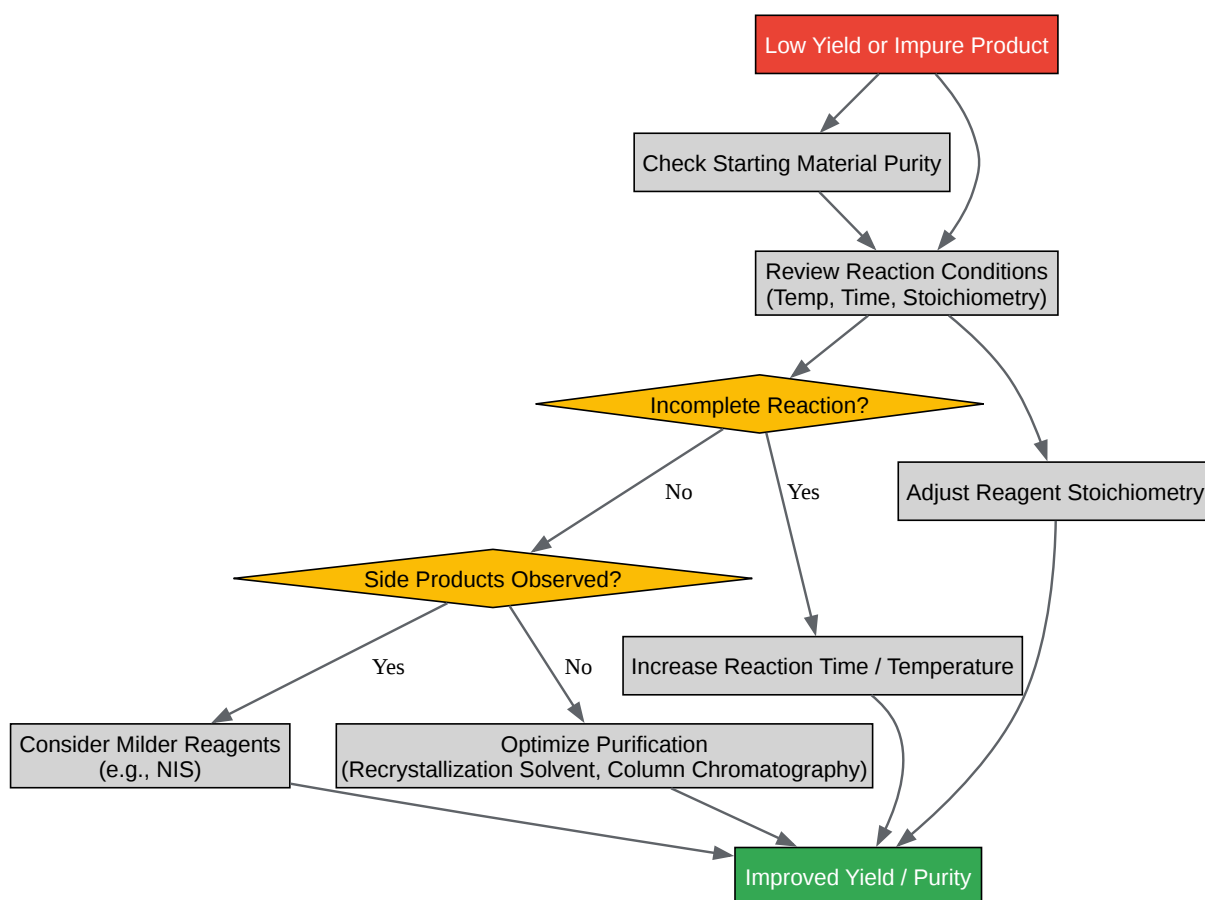 Low Yield or Impure Product
Check Starting Material Purity
Review Reaction Conditions
(Temp, Time, Stoichiometry)
Incomplete Reaction?
No
Yes
Adjust Reagent Stoichiometry
Side Products Observed?
Yes
No
Increase Reaction Time / Temperature
Consider Milder Reagents
(e.g., NIS)
Optimize Purification
(Recrystallization Solvent, Column Chromatography)
Improved Yield / Purity